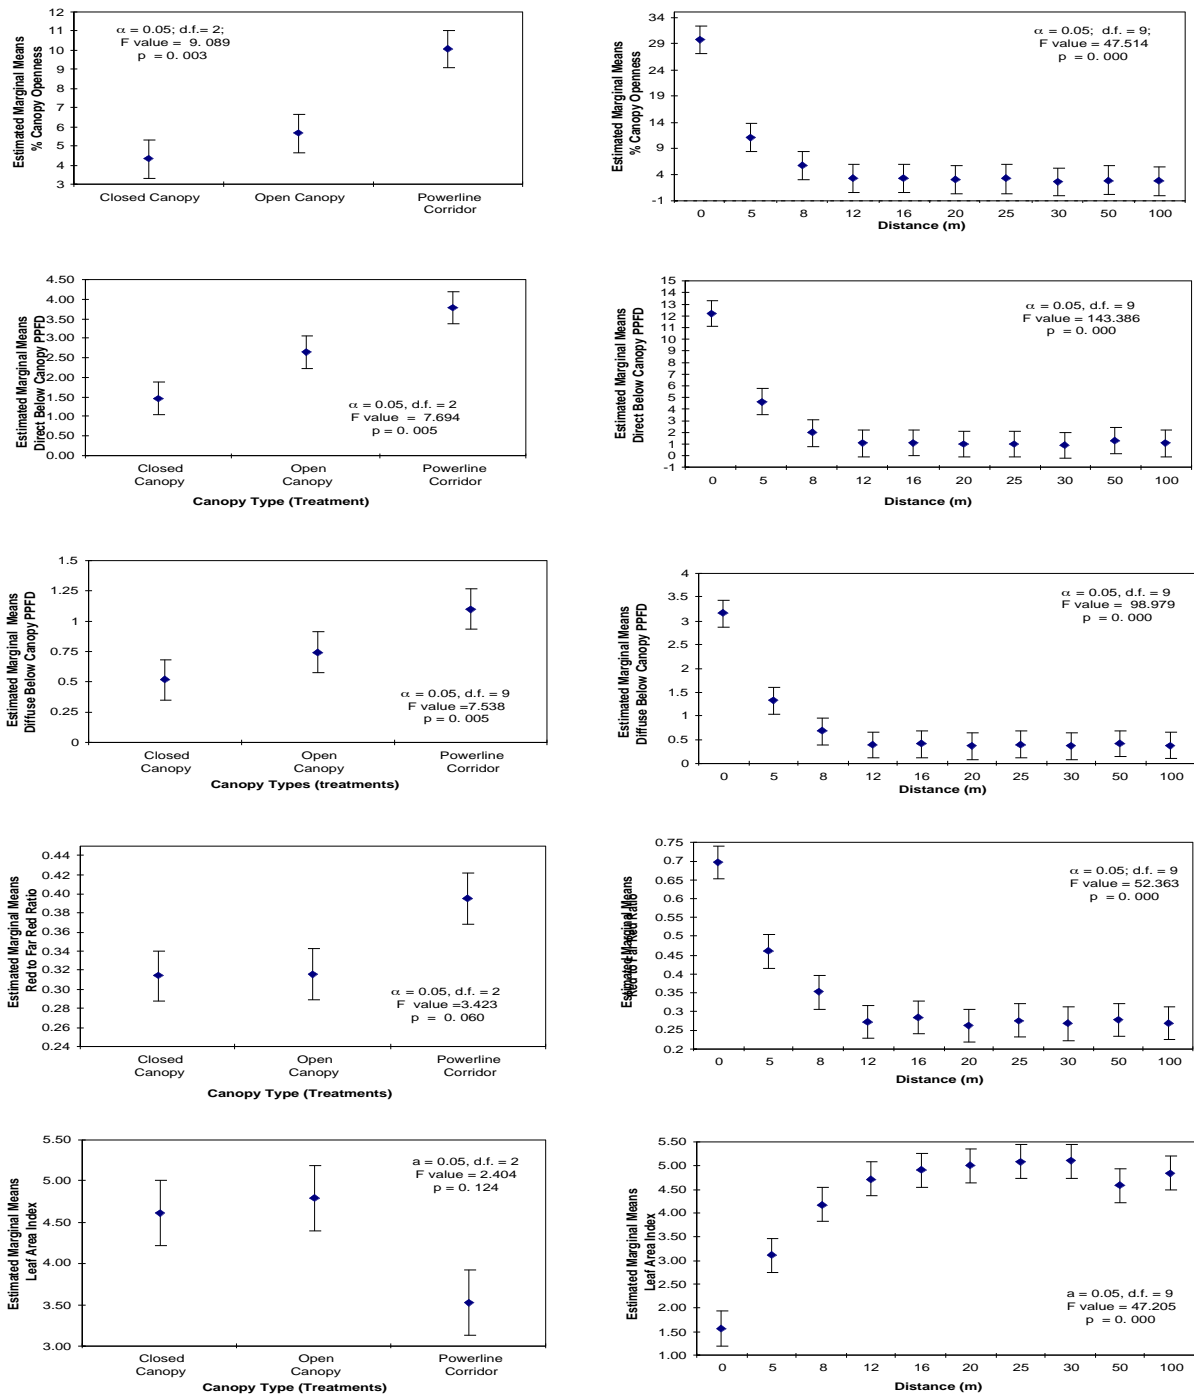 Estimated Marginal Means
% Canopy Openness
12
11
10
9
8
7
6
5
4
3
α = 0.05; d.f.= 2;
F value = 9. 089
p = 0. 003
Closed Canopy
Open Canopy
Powerline
Corridor
Estimated Marginal Means
% Canopy Openness
34
29
24
19
14
9
4
-1
α = 0.05; d.f. = 9;
F value = 47.514
p = 0. 000
0 5 8 12 16 20 25 30 50 100
Distance (m)
Estimated Marginal Means
Direct Below Canopy PPFD
4.50
4.00
3.50
3.00
2.50
2.00
1.50
1.00
0.50
0.00
α = 0.05, d.f. = 2
F value = 7.694
p = 0. 005
Closed
Canopy
Open
Canopy
Powerline
Corridor
Canopy Type (Treatment)
Estimated Marginal Means
Direct Below Canopy PPFD
15
14
13
12
11
10
9
8
7
6
5
4
3
2
1
0
-1
α = 0.05, d.f. = 9
F value = 143.386
p = 0. 000
0 5 8 12 16 20 25 30 50 100
Distance (m)
Estimated Marginal Means
Diffuse Below Canopy PPFD
1.5
1.25
1
0.75
0.5
0.25
0
α = 0.05, d.f. = 9
F value =7.538
p = 0. 005
Closed
Canopy
Open
Canopy
Powerline
Corridor
Canopy Types (treatments)
Estimated Marginal Means
Diffuse Below Canopy PPFD
4
3.5
3
2.5
2
1.5
1
0.5
0
α = 0.05, d.f. = 9
F value = 98.979
p = 0. 000
0 5 8 12 16 20 25 30 50 100
Distance (m)
Estimated Marginal Means
Red to Far Red Ratio
0.44
0.40
0.38
0.36
0.34
0.32
0.30
0.28
0.26
0.24
α = 0.05, d.f. = 2
F value =3.423
p = 0. 060
Closed
Canopy
Open
Canopy
Powerline
Corridor
Canopy Type (Treatments)
Estimated Marginal Means
Red to Far Red Ratio
0.75
0.7
0.65
0.6
0.55
0.5
0.45
0.4
0.35
0.3
0.25
0.2
α = 0.05; d.f. = 9
F value = 52.363
p = 0. 000
0 5 8 12 16 20 25 30 50 100
Distance (m)
Estimated Marginal Means
Leaf Area Index
5.50
5.00
4.50
4.00
3.50
3.00
a = 0.05, d.f. = 2
F value = 2.404
p = 0. 124
Closed
Canopy
Open
Canopy
Powerline
Corridor
Canopy Type (Treatments)
Estimated Marginal Means
Leaf Area Index
5.50
5.00
4.50
4.00
3.50
3.00
2.50
2.00
1.50
1.00
a = 0.05, d.f. = 9
F value = 47.205
p = 0. 000
0 5 8 12 16 20 25 30 50 100
Distance (m)